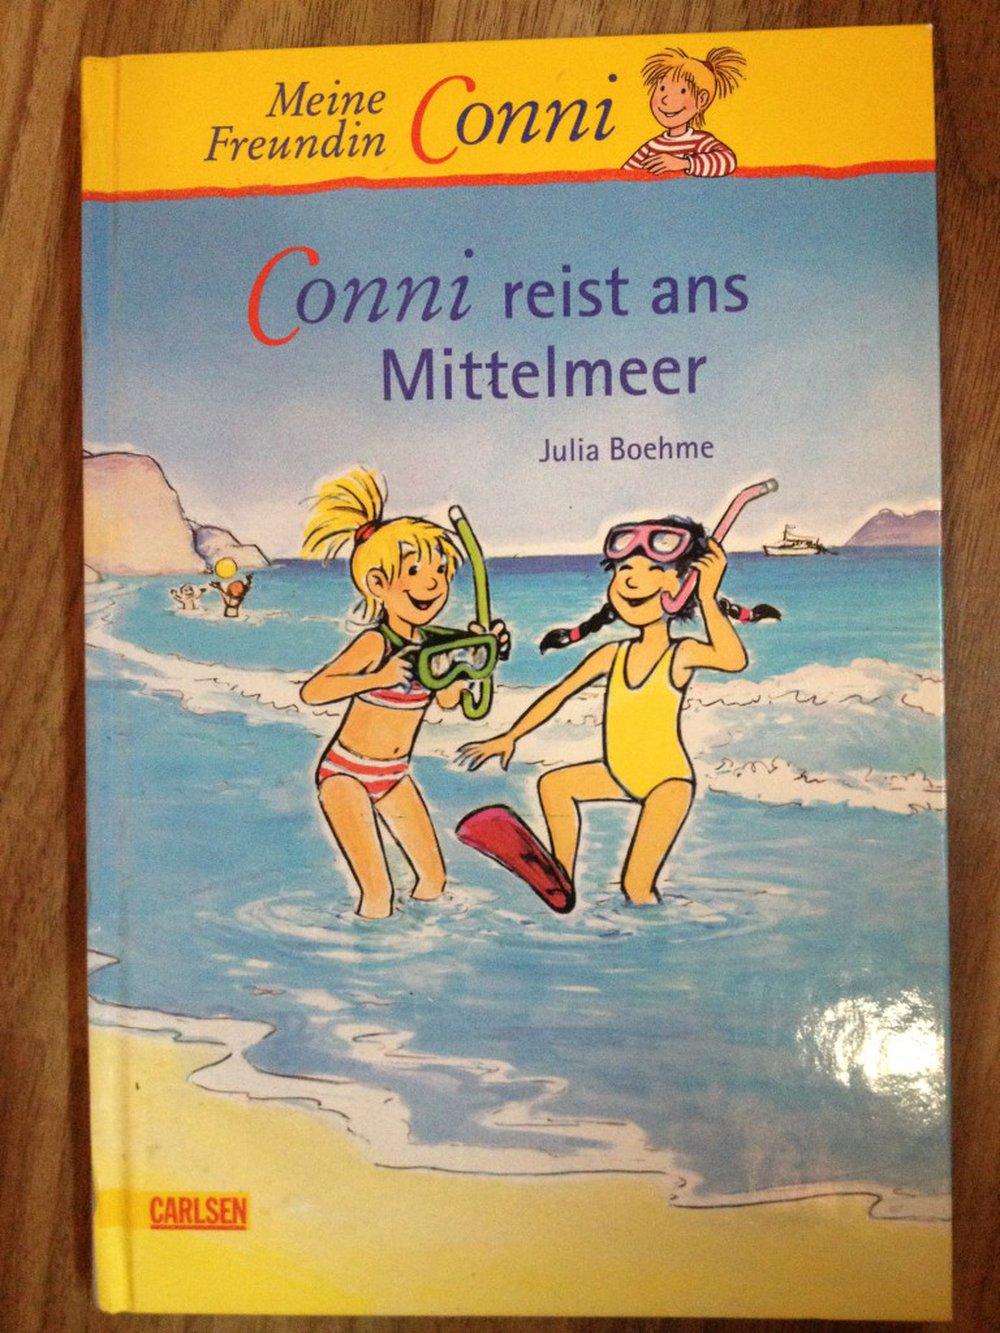 Meine
Freundin Conni
Conni reist ans
Mittelmeer
Julia Boehme
CARLSEN